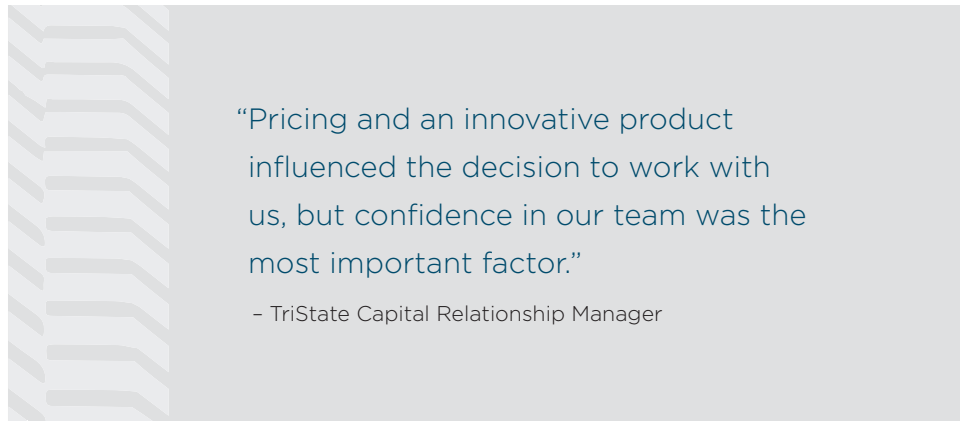 “Pricing and an innovative product
influenced the decision to work with
us, but confidence in our team was the
most important factor.”
– TriState Capital Relationship Manager